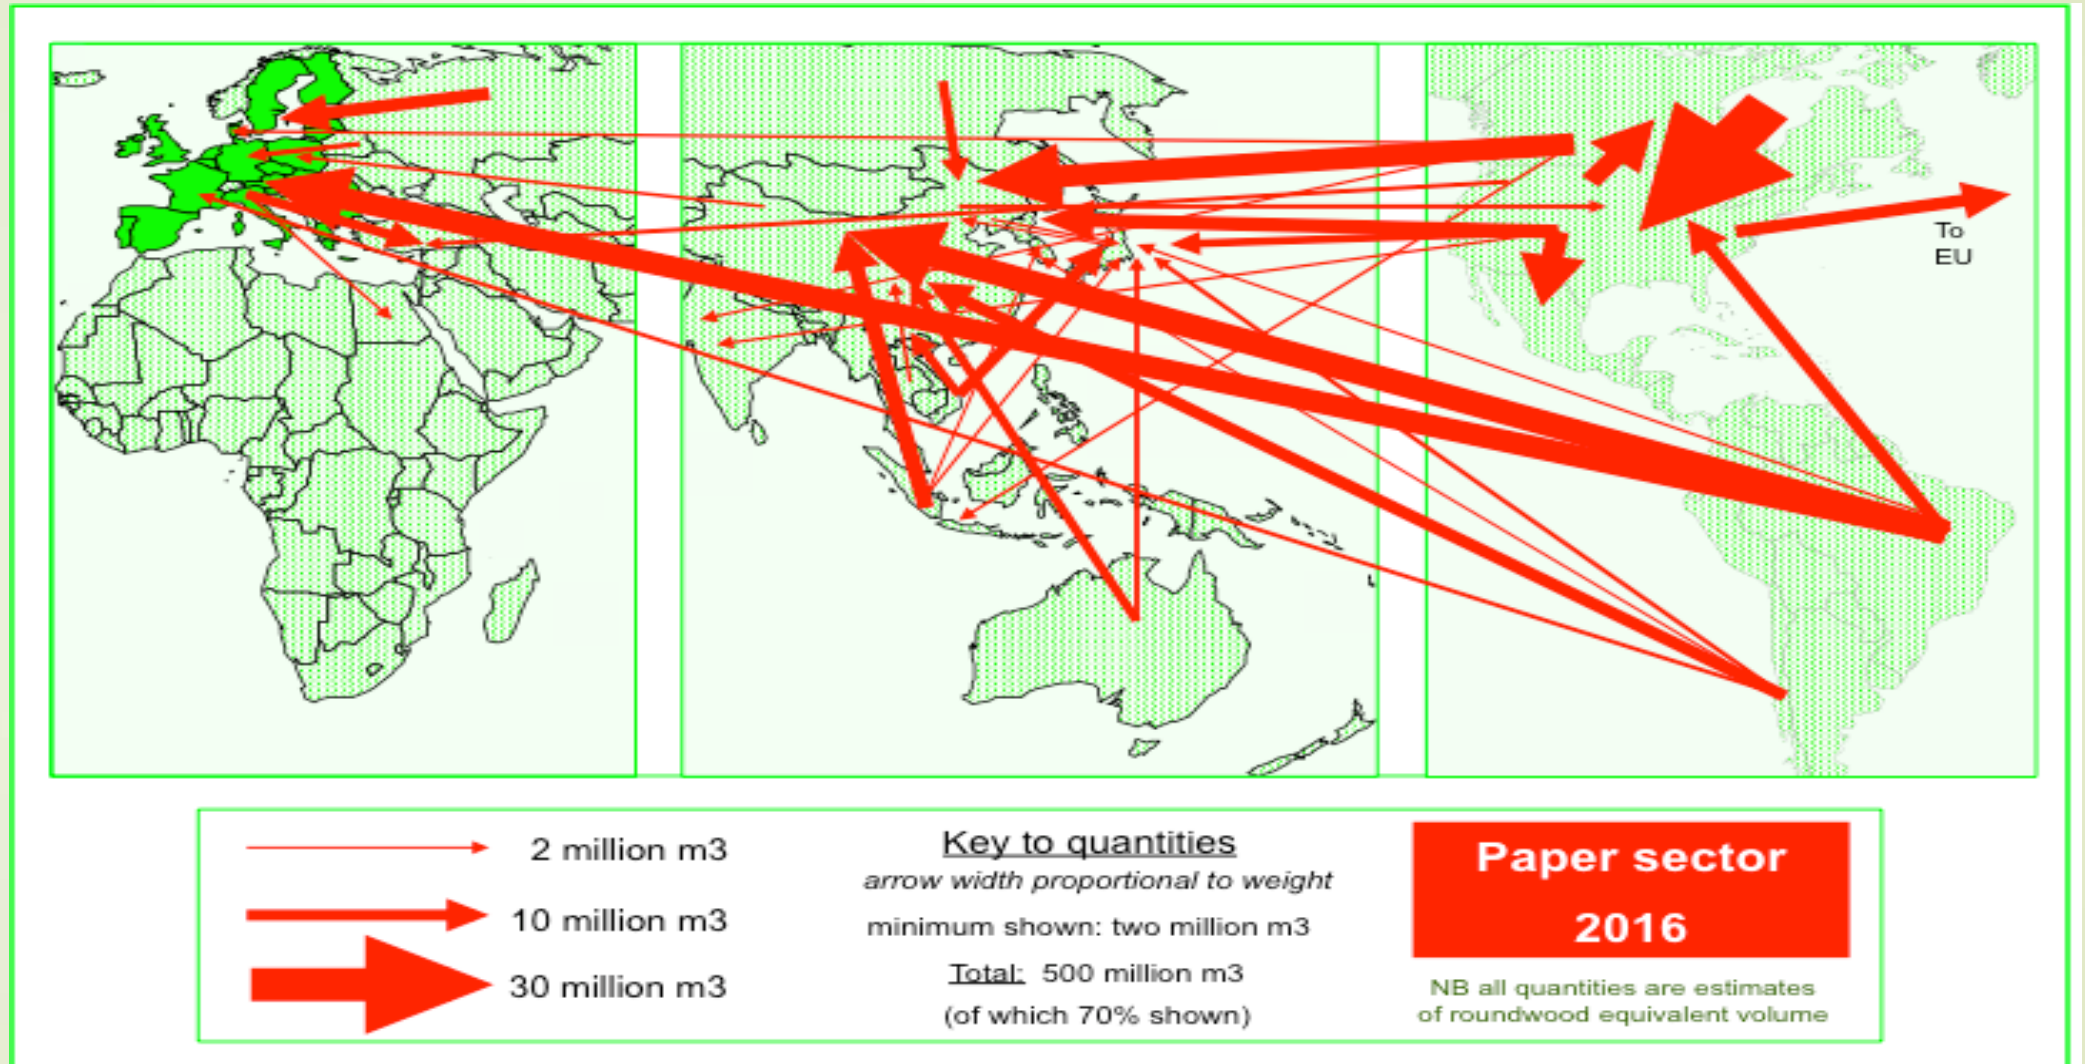 To
EU
2 million m3
10 million m3
30 million m3
Key to quantities
arrow width proportional to weight
minimum shown: two million m3
Total: 500 million m3
(of which 70% shown)
Paper sector
2016
NB all quantities are estimates
of roundwood equivalent volume